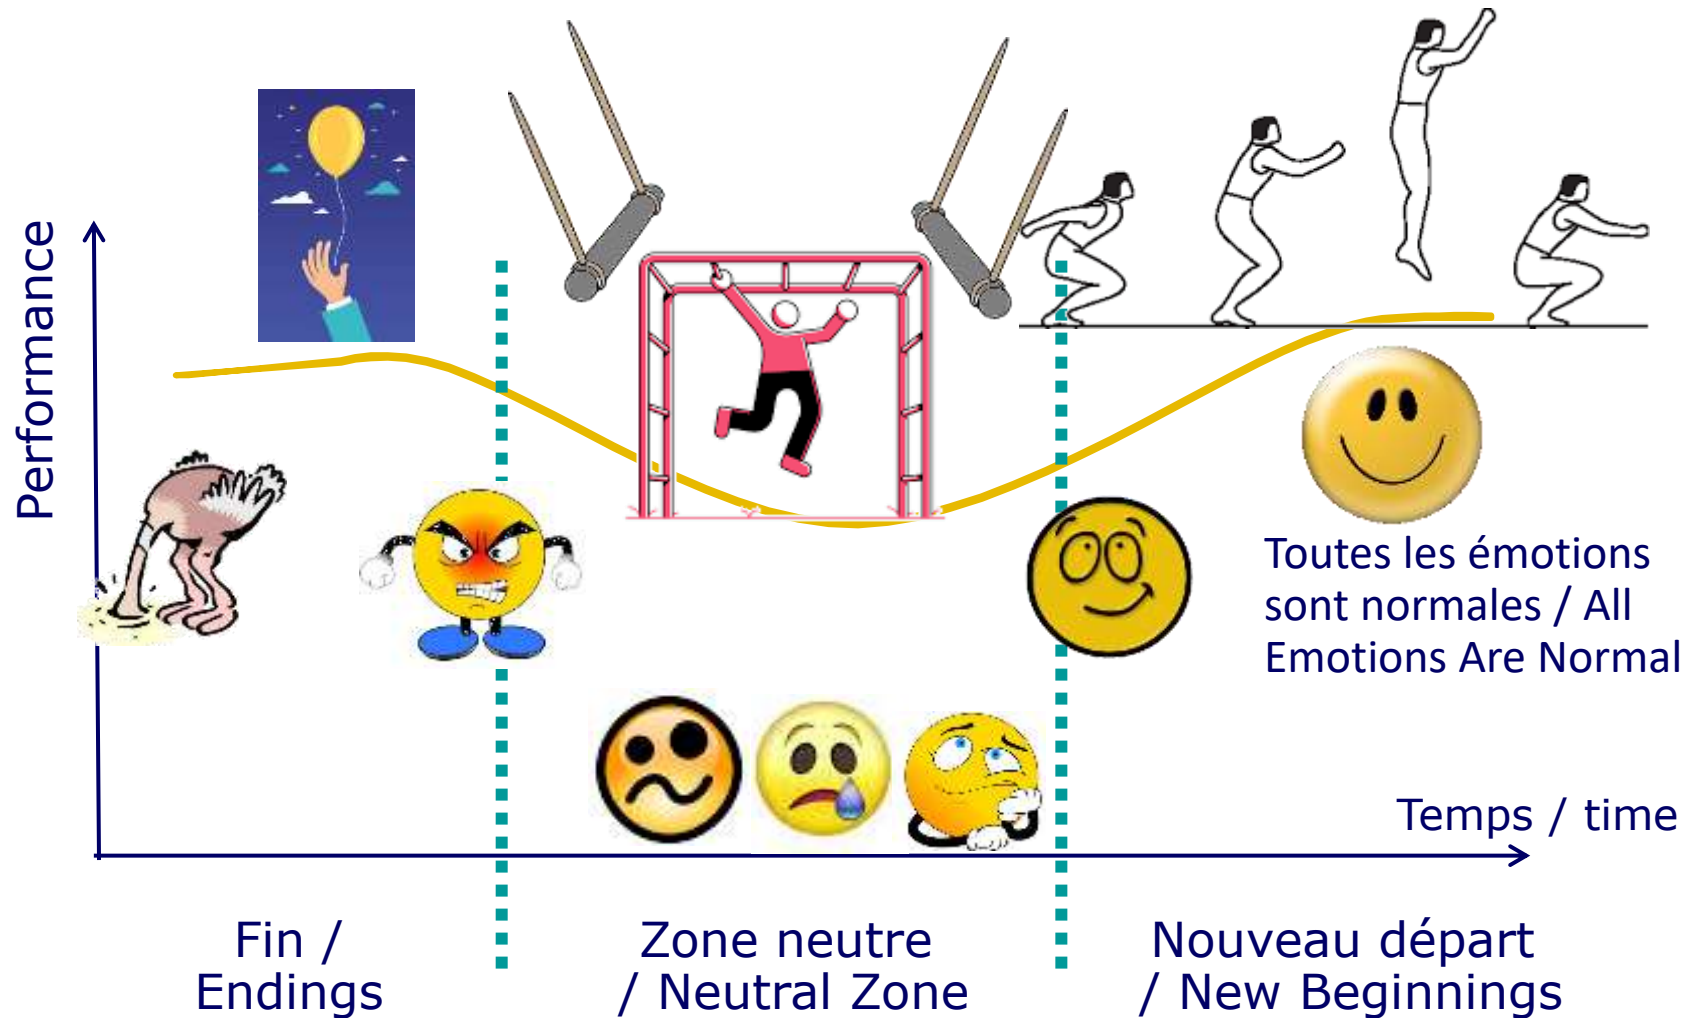 Performance
Toutes les émotions
sont normales / All
Emotions Are Normal
Temps / time
Fin /
Endings
Zone neutre
/ Neutral Zone
Nouveau départ
/ New Beginnings